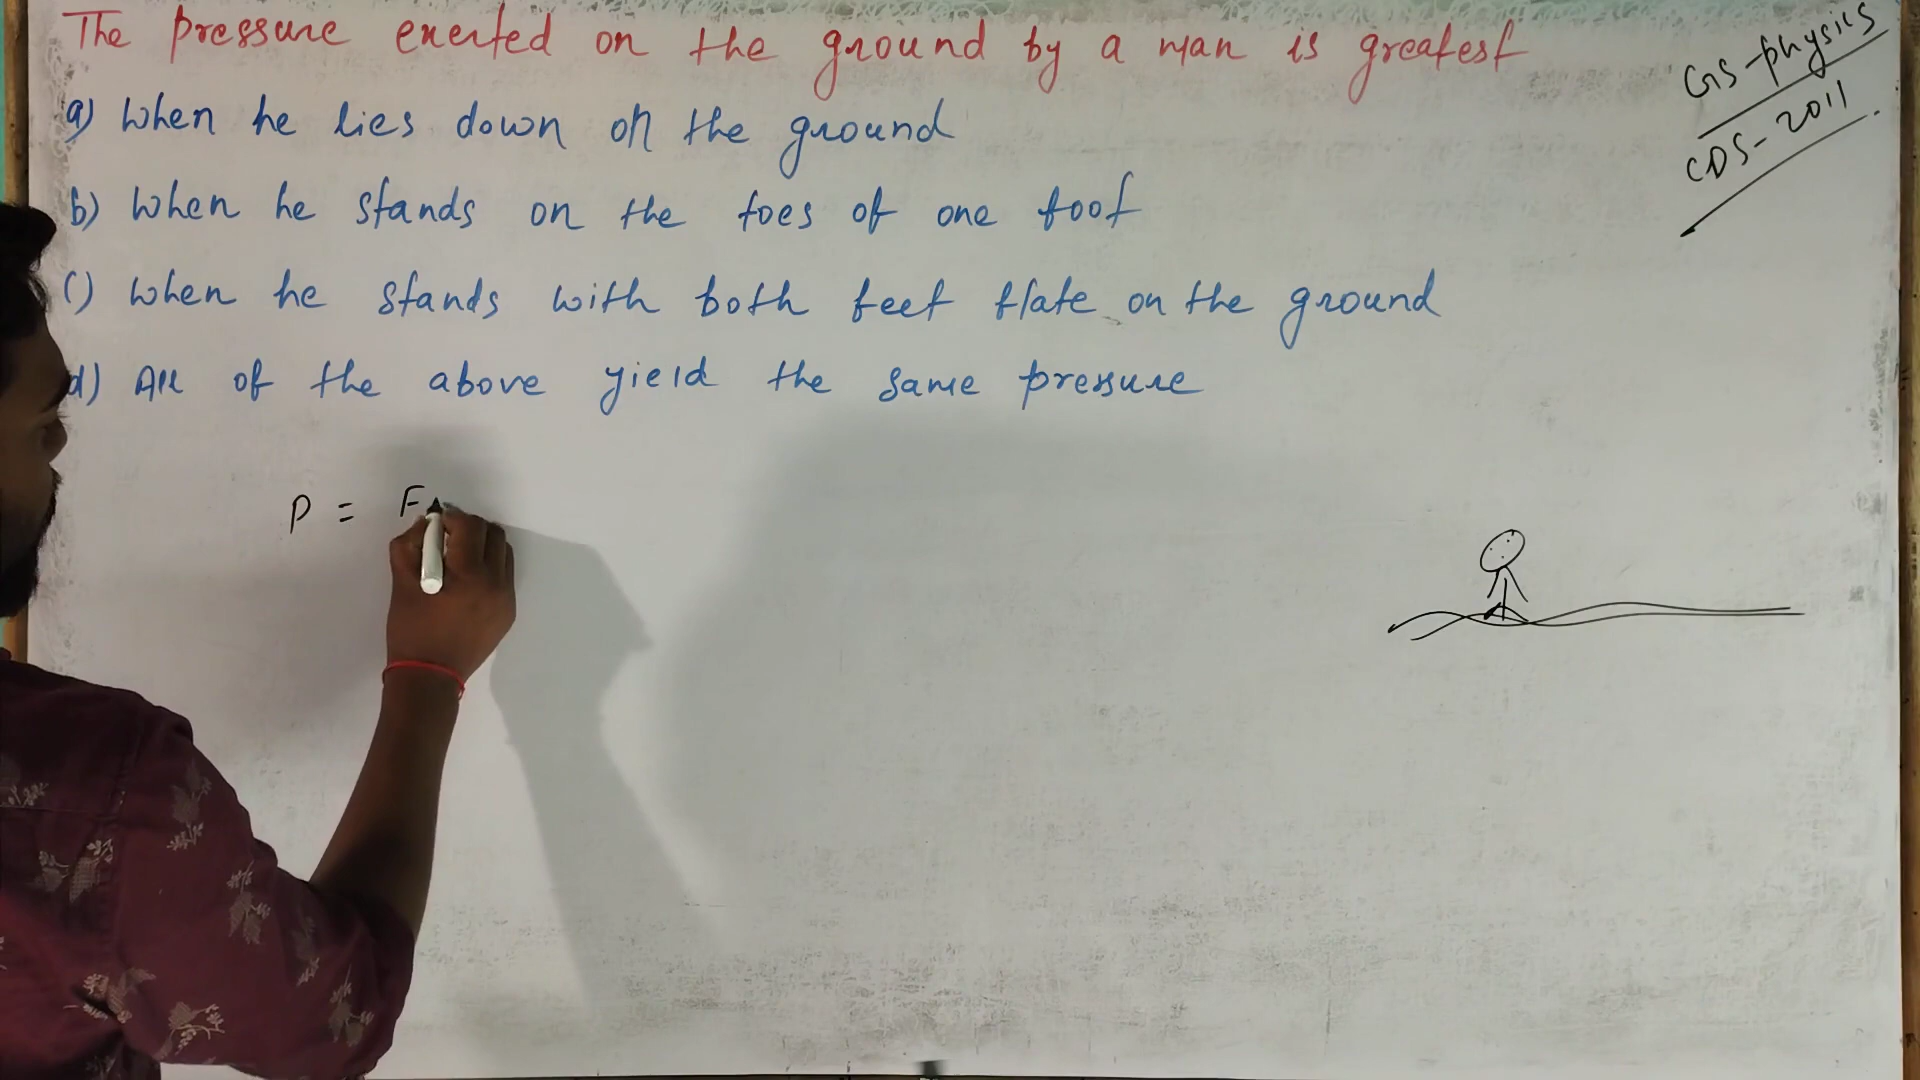 The pressure exerted on the ground by a man is greatest
a) When he lies down on the ground
b) When he stands on the toes of one foot
c) When he stands with both feet flate on the ground
d) All of the above yield the same pressure
GS-physics
CDS-2011
P = F